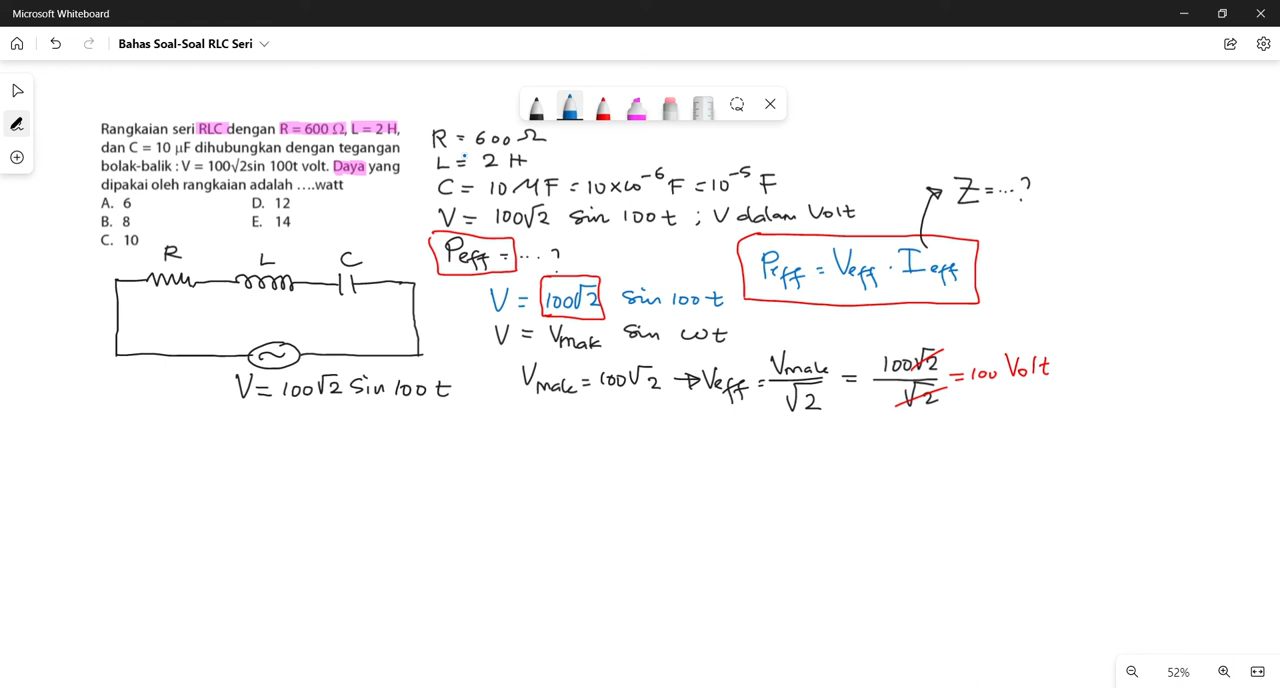 Microsoft Whiteboard
Bahas Soal-Soal RLC Seri
Rangkaian seri RLC dengan R = 600 Ω, L = 2 H,
dan C = 10 μF dihubungkan dengan tegangan
bolak-balik : V = 100√2sin 100t volt. Daya yang
dipakai oleh rangkaian adalah ....watt
A. 6 D. 12
B. 8 E. 14
C. 10
R L C
V = 100√2 Sin 100 t
R = 600 Ω
L = 2 H
C = 10 MF = 10×10⁻⁶ F = 10⁻⁵ F
V = 100√2 sin 100 t ; V dalam Volt
Peff = ... ?
Z = ... ?
Peff = Veff . Ieff
V = 100√2 sin 100 t
V = Vmak sin ωt
Vmak = 100√2 → Veff = Vmak / √2 = 100√2 / √2 = 100 Volt
52%